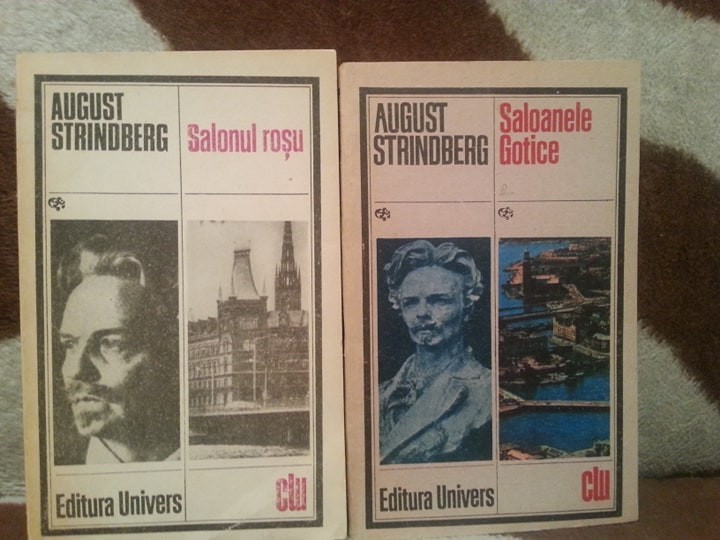 AUGUST
STRINDBERG
Salonul roșu
Editura Univers
clu
AUGUST
STRINDBERG
Saloanele
Gotice
Editura Univers
clu